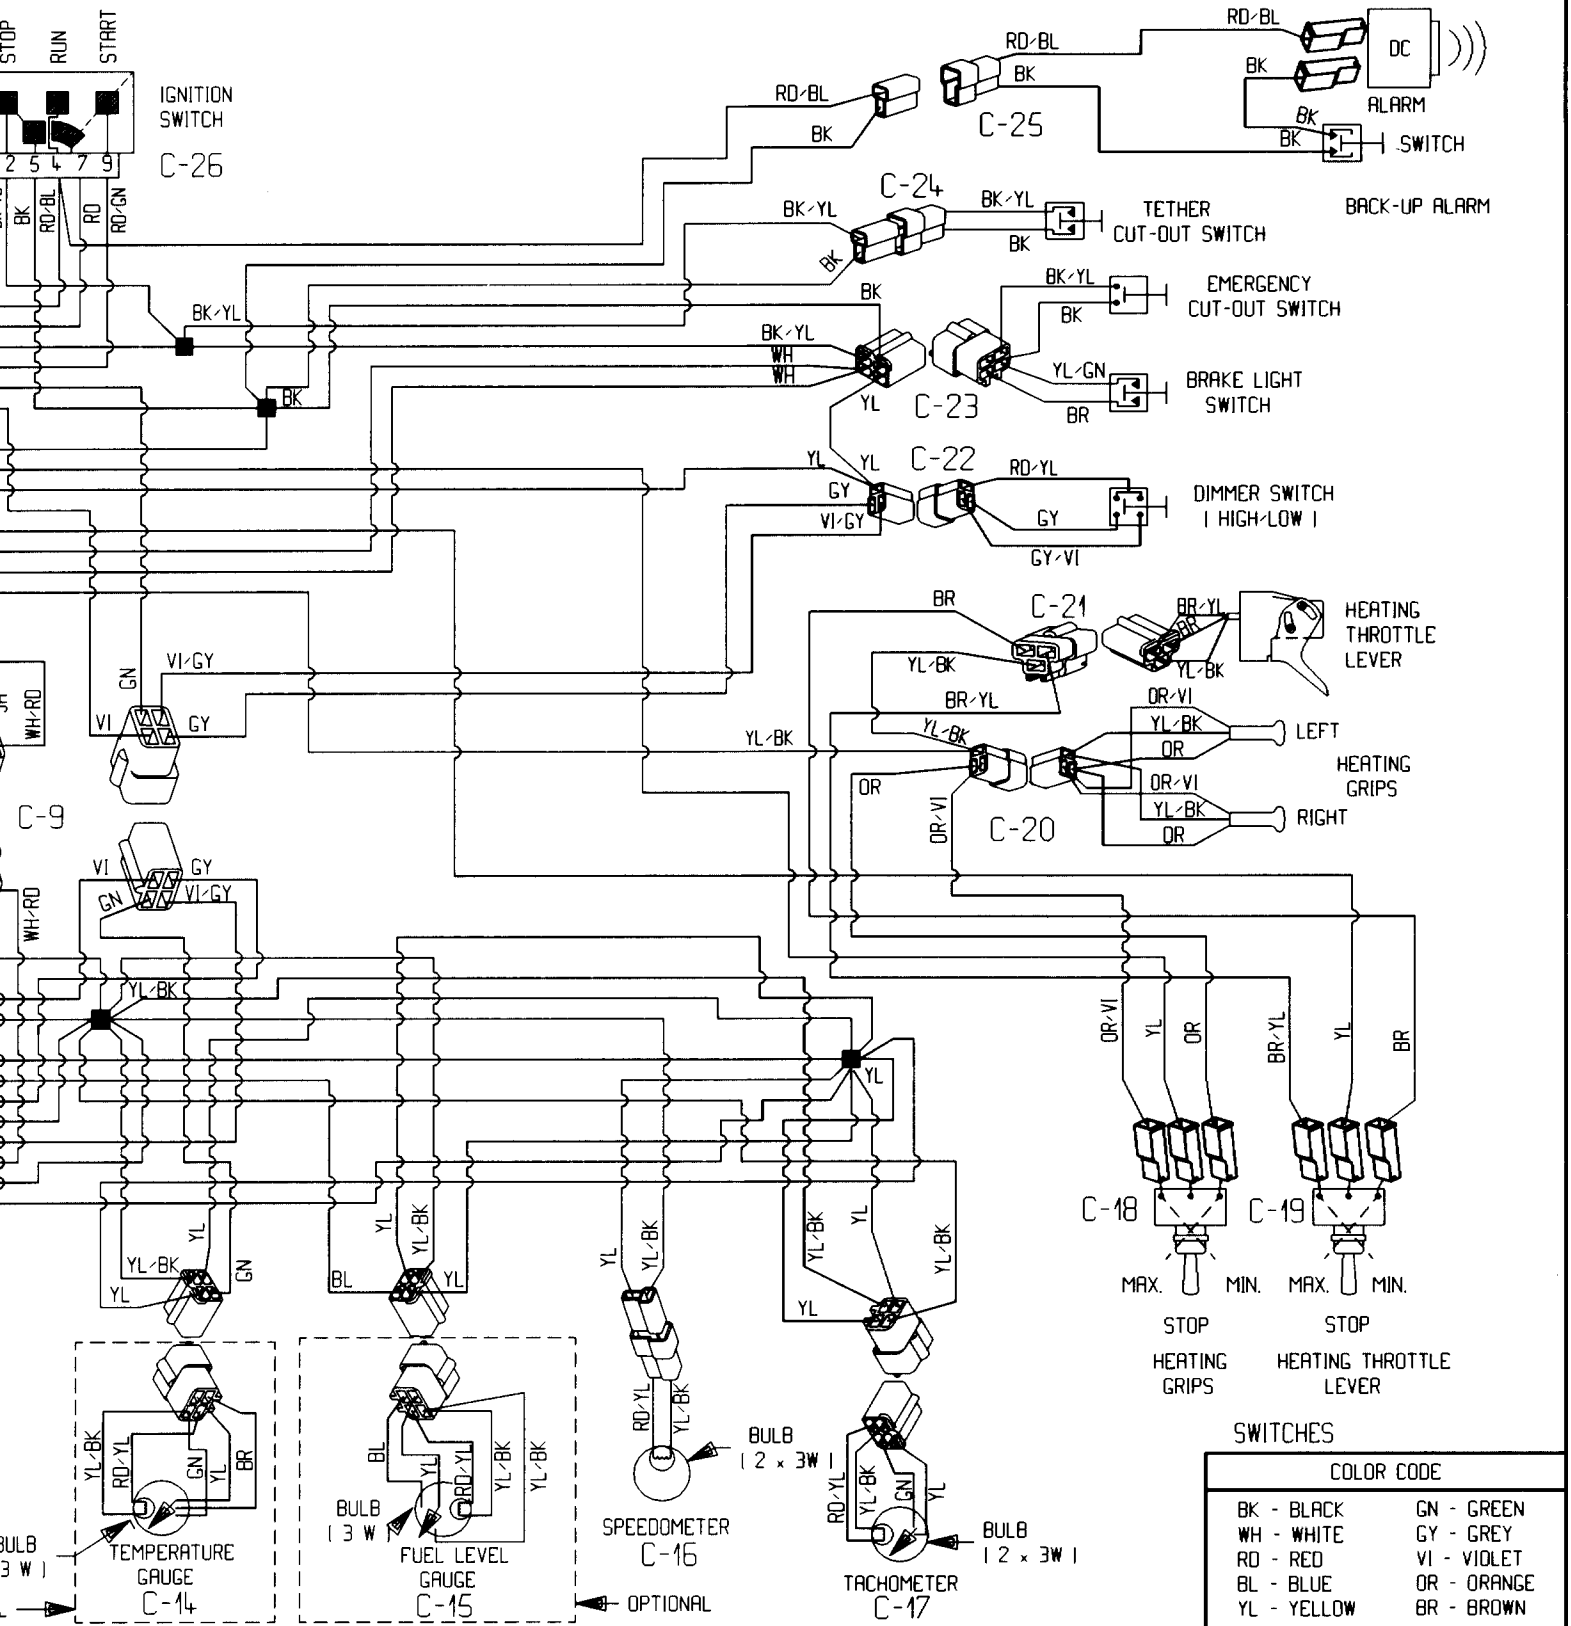 STOP
RUN
START
IGNITION
SWITCH
C-26
2 5 4 7 9
BK
RD/BL
RD
RD/GN
RD/BL
BK
RD/BL
BK
C-25
RD/BL
BK
DC
ALARM
BK
BK
SWITCH
BACK-UP ALARM
C-24
BK/YL
BK
BK/YL
BK
TETHER
CUT-OUT SWITCH
BK/YL
BK
EMERGENCY
CUT-OUT SWITCH
BK/YL
BK
BK
BK/YL
WH
WH
YL
C-23
YL/GN
BR
BRAKE LIGHT
SWITCH
YL
YL
GY
VI/GY
C-22
RD/YL
GY
GY/VI
DIMMER SWITCH
( HIGH/LOW )
BR
C-21
YL/BK
BR/YL
BR/YL
BR
YL/BK
HEATING
THROTTLE
LEVER
YL/BK
YL/BK
OR
OR/VI
C-20
OR/VI
YL/BK
OR
LEFT
HEATING
GRIPS
OR/VI
YL/BK
OR
RIGHT
WH/RD
GN
VI/GY
VI
GY
C-9
VI
GY
GN
VI/GY
WH/RD
YL/BK
YL
OR/VI
YL
OR
BR/YL
YL
BR
C-18
C-19
MAX.
MIN.
MAX.
MIN.
STOP
STOP
HEATING
GRIPS
HEATING THROTTLE
LEVER
SWITCHES
YL/BK
YL
YL
GN
YL
YL/BK
BL
YL
YL
YL/BK
YL/BK
YL
YL/BK
YL
YL/BK
RD/YL
GN
YL
BR
BULB
3 W )
TEMPERATURE
GAUGE
C-14
BL
YL
RD/YL
YL/BK
YL/BK
BULB
( 3 W )
FUEL LEVEL
GAUGE
C-15
OPTIONAL
RD/YL
YL/BK
BULB
( 2 x 3W )
SPEEDOMETER
C-16
RD/YL
YL/BK
GN
YL
BULB
( 2 x 3W )
TACHOMETER
C-17
COLOR CODE
BK - BLACK GN - GREEN
WH - WHITE GY - GREY
RD - RED VI - VIOLET
BL - BLUE OR - ORANGE
YL - YELLOW BR - BROWN